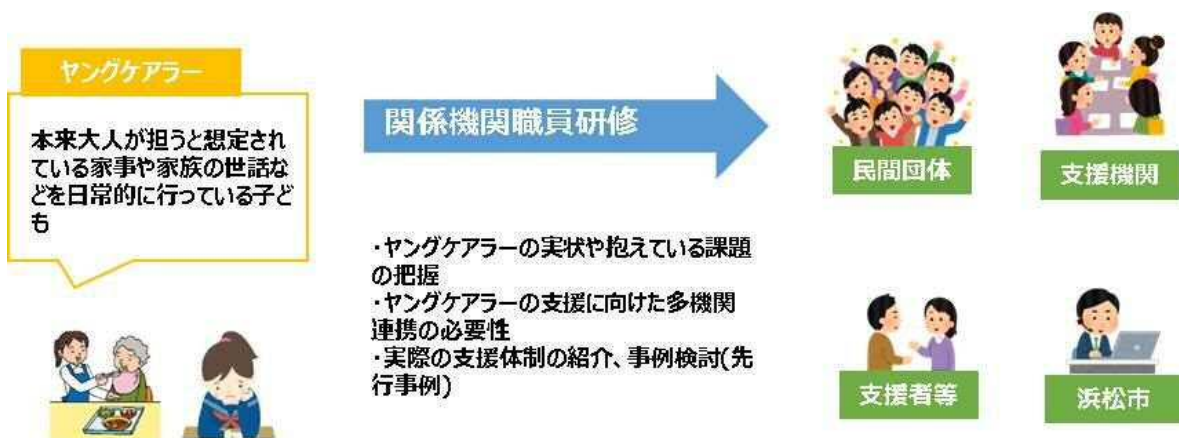 ヤングケアラー
本来大人が担うと想定され
ている家事や家族の世話な
どを日常的に行っている子ど
も
関係機関職員研修
・ヤングケアラーの実状や抱えている課題
の把握
・ヤングケアラーの支援に向けた多機関
連携の必要性
・実際の支援体制の紹介、事例検討(先
行事例)
民間団体
支援機関
支援者等
浜松市